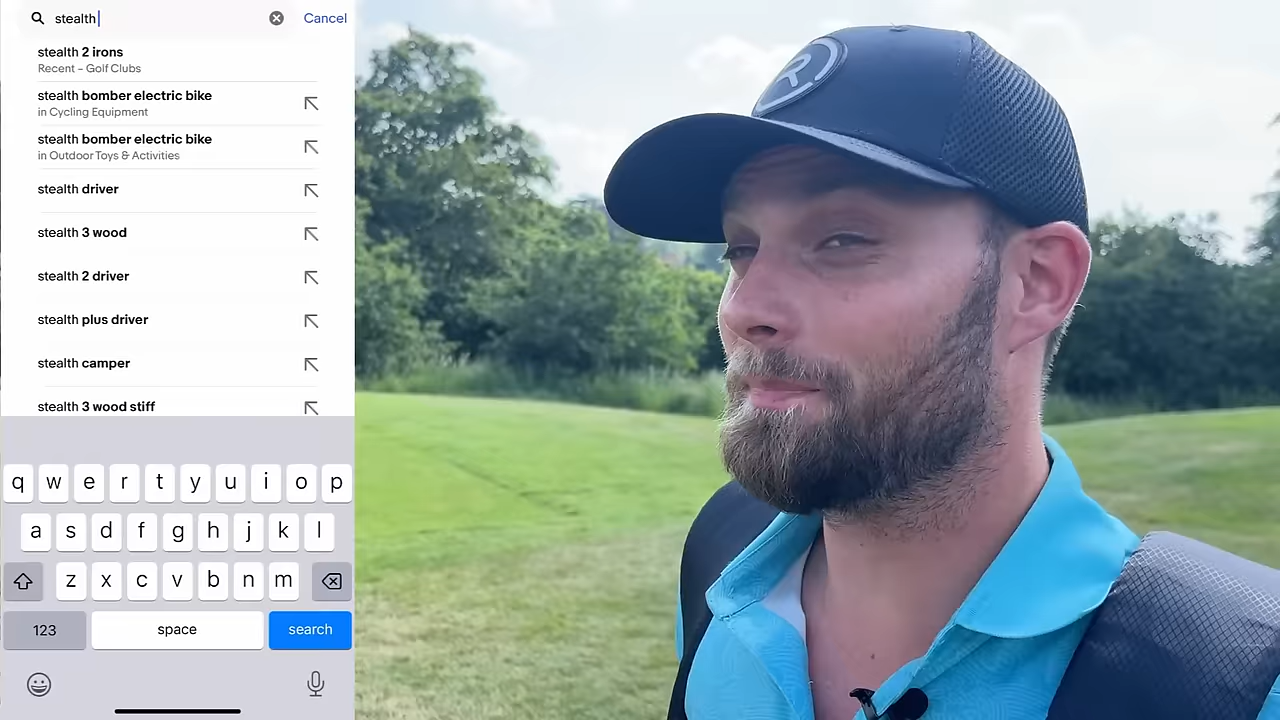 stealth
Cancel
stealth 2 irons
Recent - Golf Clubs
stealth bomber electric bike
in Cycling Equipment
stealth bomber electric bike
in Outdoor Toys & Activities
stealth driver
stealth 3 wood
stealth 2 driver
stealth plus driver
stealth camper
stealth 3 wood stiff
q w e r t y u i o p
a s d f g h j k l
z x c v b n m
123 space search
R